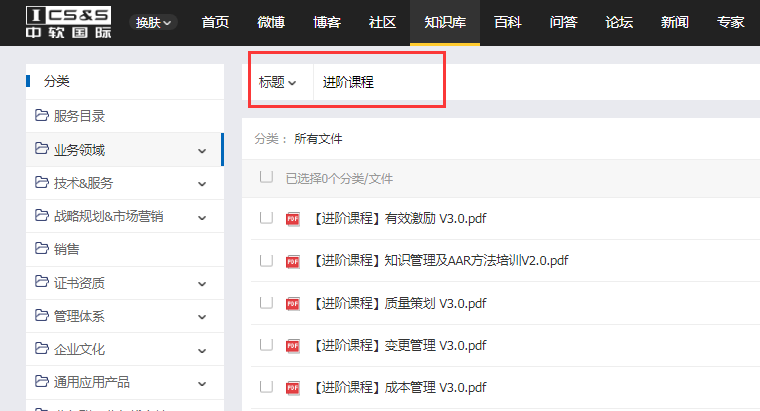 ICS&S
中软国际
换肤
首页
微博
博客
社区
知识库
百科
问答
论坛
新闻
专家
分类
服务目录
业务领域
技术&服务
战略规划&市场营销
销售
证书资质
管理体系
企业文化
通用应用产品
标题
进阶课程
分类： 所有文件
已选择0个分类/文件
PDF 【进阶课程】有效激励 V3.0.pdf
PDF 【进阶课程】知识管理及AAR方法培训V2.0.pdf
PDF 【进阶课程】质量策划 V3.0.pdf
PDF 【进阶课程】变更管理 V3.0.pdf
PDF 【进阶课程】成本管理 V3.0.pdf